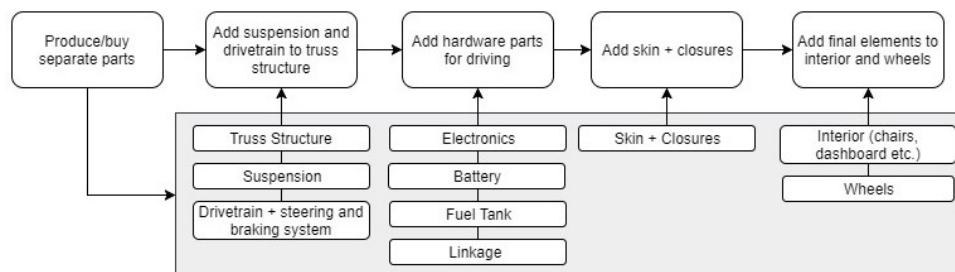 Produce/buy
separate parts
Add suspension and
drivetrain to truss
structure
Add hardware parts
for driving
Add skin + closures
Add final elements to
interior and wheels
Truss Structure
Suspension
Drivetrain + steering and
braking system
Electronics
Battery
Fuel Tank
Linkage
Skin + Closures
Interior (chairs,
dashboard etc.)
Wheels